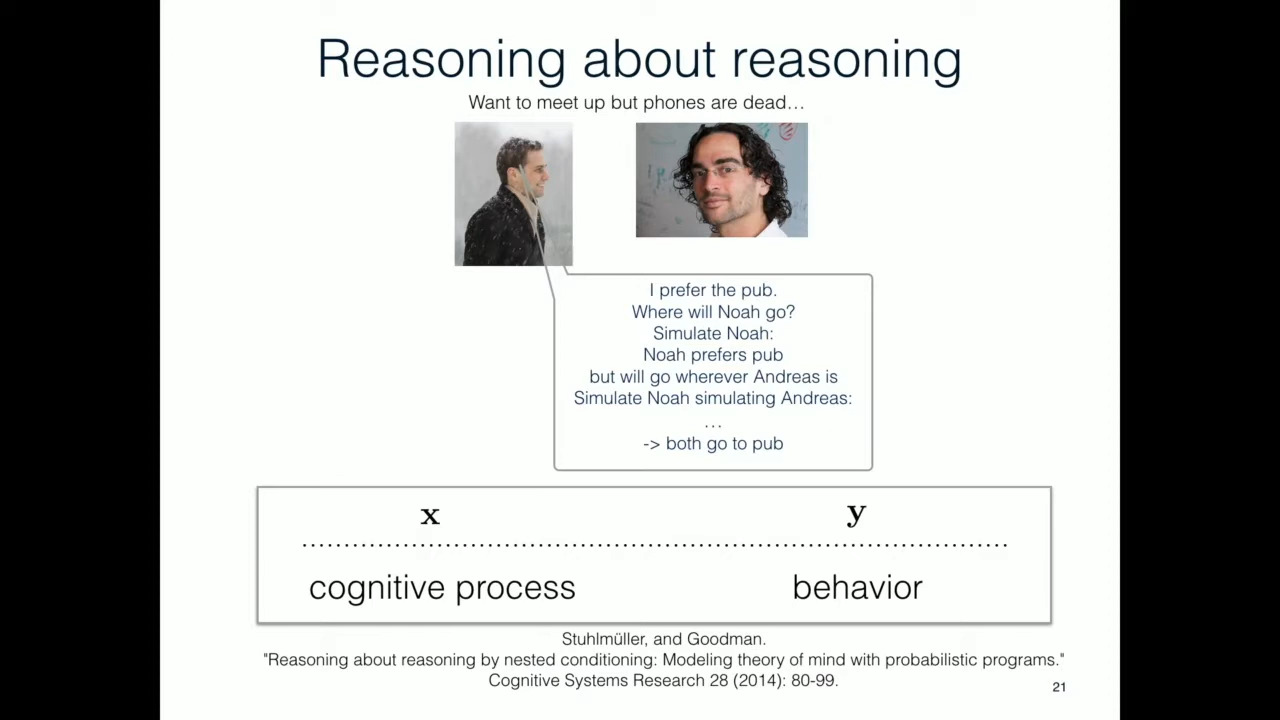 Reasoning about reasoning
Want to meet up but phones are dead...
I prefer the pub.
Where will Noah go?
Simulate Noah:
Noah prefers pub
but will go wherever Andreas is
Simulate Noah simulating Andreas:
...
-> both go to pub
x y
cognitive process behavior
Stuhlmüller, and Goodman.
"Reasoning about reasoning by nested conditioning: Modeling theory of mind with probabilistic programs."
Cognitive Systems Research 28 (2014): 80-99.
21